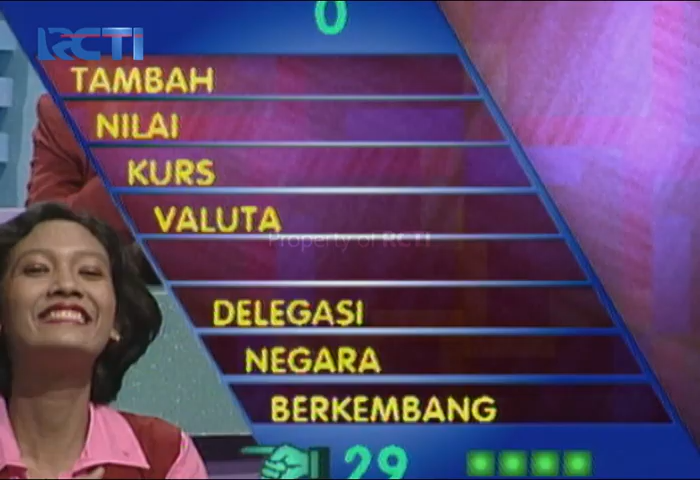 0
RCTI
TAMBAH
NILAI
KURS
VALUTA
Property of RCTI
DELEGASI
NEGARA
BERKEMBANG
29